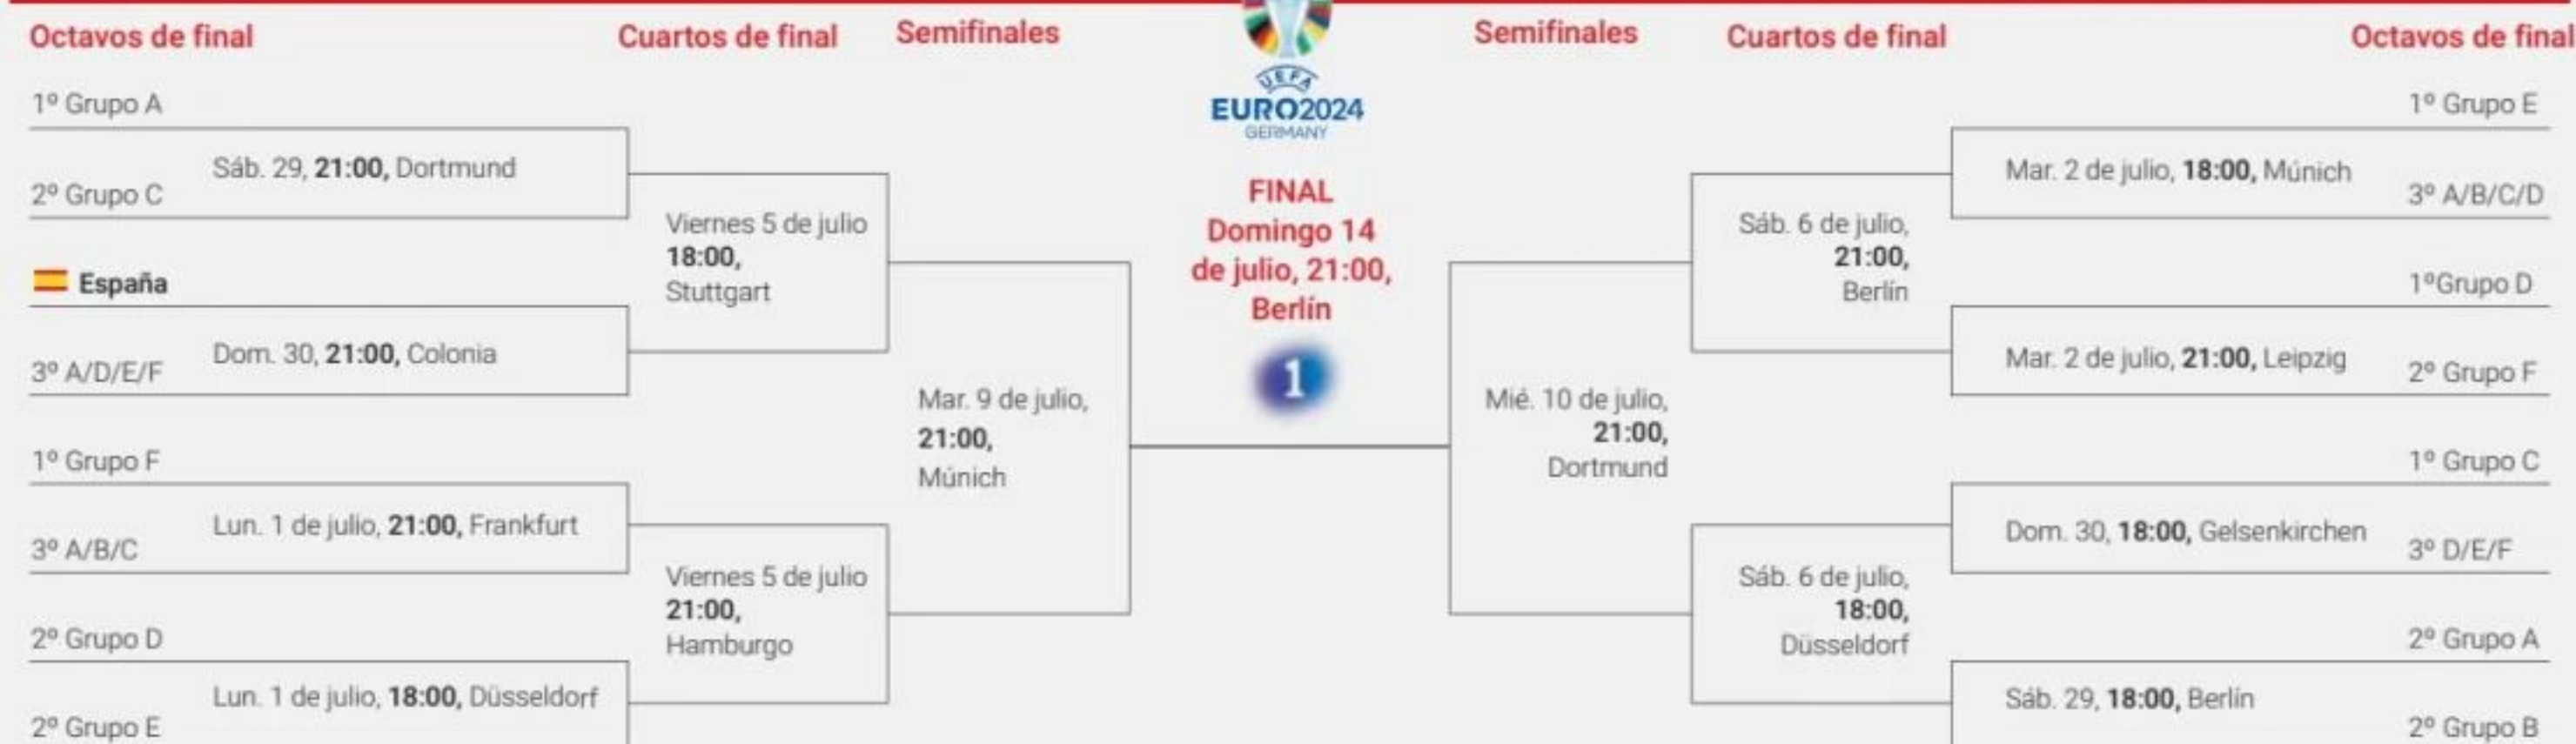 Octavos de final
Cuartos de final
Semifinales
Semifinales
Cuartos de final
Octavos de final
1º Grupo A
Sáb. 29, 21:00, Dortmund
2º Grupo C
España
Dom. 30, 21:00, Colonia
3º A/D/E/F
1º Grupo F
Lun. 1 de julio, 21:00, Frankfurt
3º A/B/C
2º Grupo D
Lun. 1 de julio, 18:00, Düsseldorf
2º Grupo E
Viernes 5 de julio
18:00,
Stuttgart
Viernes 5 de julio
21:00,
Hamburgo
Mar. 9 de julio,
21:00,
Múnich
UEFA
EURO2024
GERMANY
FINAL
Domingo 14
de julio, 21:00,
Berlín
1
Mié. 10 de julio,
21:00,
Dortmund
Sáb. 6 de julio,
21:00,
Berlín
Sáb. 6 de julio,
18:00,
Düsseldorf
1º Grupo E
Mar. 2 de julio, 18:00, Múnich
3º A/B/C/D
1ºGrupo D
Mar. 2 de julio, 21:00, Leipzig
2º Grupo F
1º Grupo C
Dom. 30, 18:00, Gelsenkirchen
3º D/E/F
2º Grupo A
Sáb. 29, 18:00, Berlín
2º Grupo B